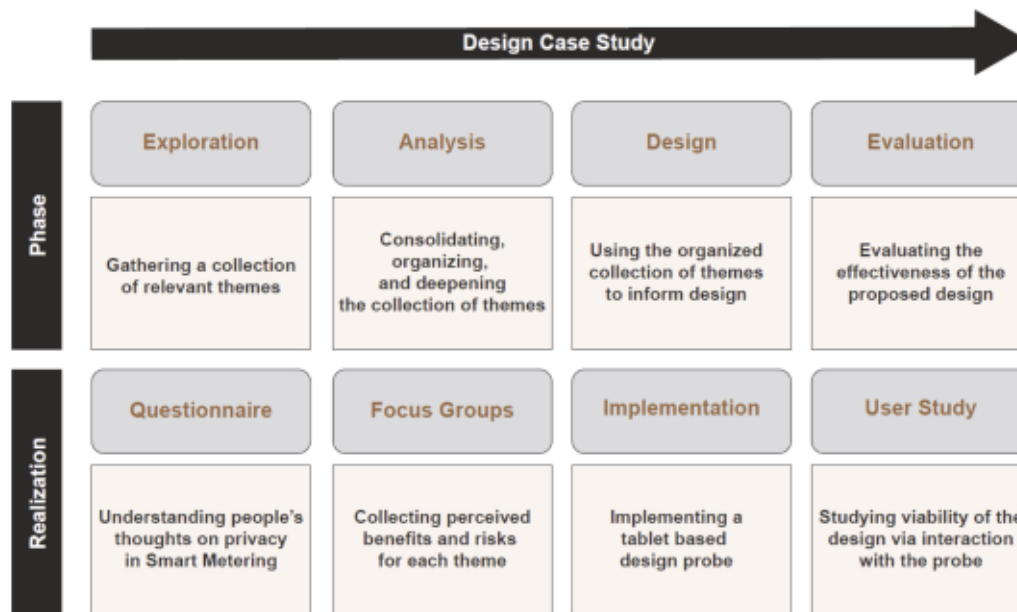 Design Case Study
Phase
Exploration
Analysis
Design
Evaluation
Gathering a collection
of relevant themes
Consolidating,
organizing,
and deepening
the collection of themes
Using the organized
collection of themes
to inform design
Evaluating the
effectiveness of the
proposed design
Realization
Questionnaire
Focus Groups
Implementation
User Study
Understanding people's
thoughts on privacy
in Smart Metering
Collecting perceived
benefits and risks
for each theme
Implementing a
tablet based
design probe
Studying viability of the
design via interaction
with the probe